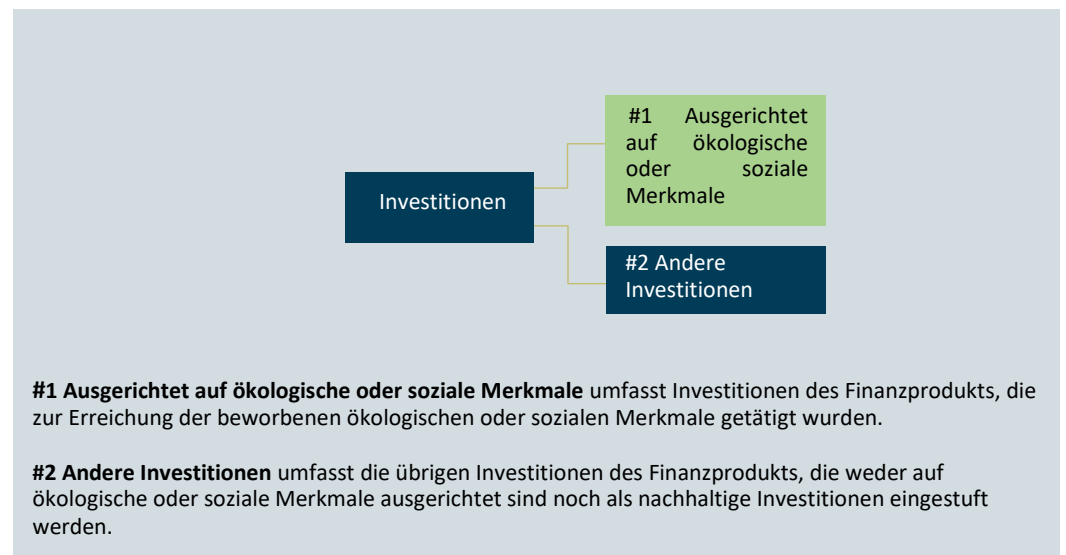 #1 Ausgerichtet
auf ökologische
oder soziale
Merkmale
Investitionen
#2 Andere
Investitionen
#1 Ausgerichtet auf ökologische oder soziale Merkmale umfasst Investitionen des Finanzprodukts, die
zur Erreichung der beworbenen ökologischen oder sozialen Merkmale getätigt wurden.
#2 Andere Investitionen umfasst die übrigen Investitionen des Finanzprodukts, die weder auf
ökologische oder soziale Merkmale ausgerichtet sind noch als nachhaltige Investitionen eingestuft
werden.